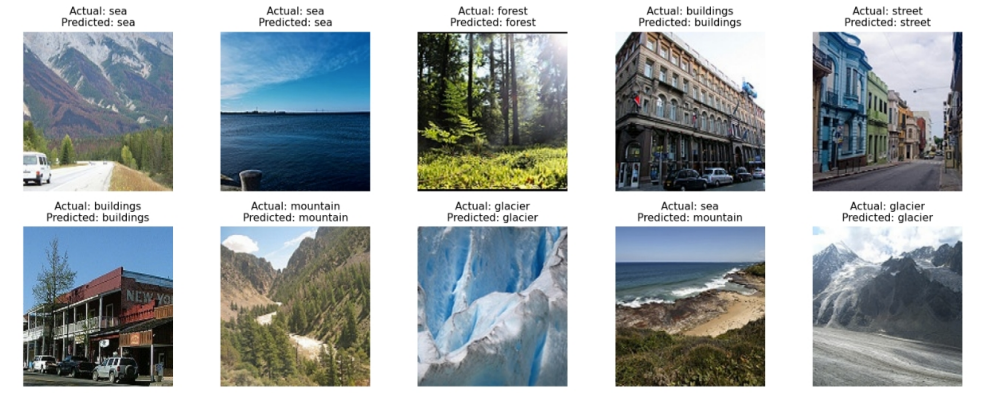 Actual: sea
Predicted: sea
Actual: sea
Predicted: sea
Actual: forest
Predicted: forest
Actual: buildings
Predicted: buildings
Actual: street
Predicted: street
Actual: buildings
Predicted: buildings
Actual: mountain
Predicted: mountain
Actual: glacier
Predicted: glacier
Actual: sea
Predicted: mountain
Actual: glacier
Predicted: glacier
NEW YO